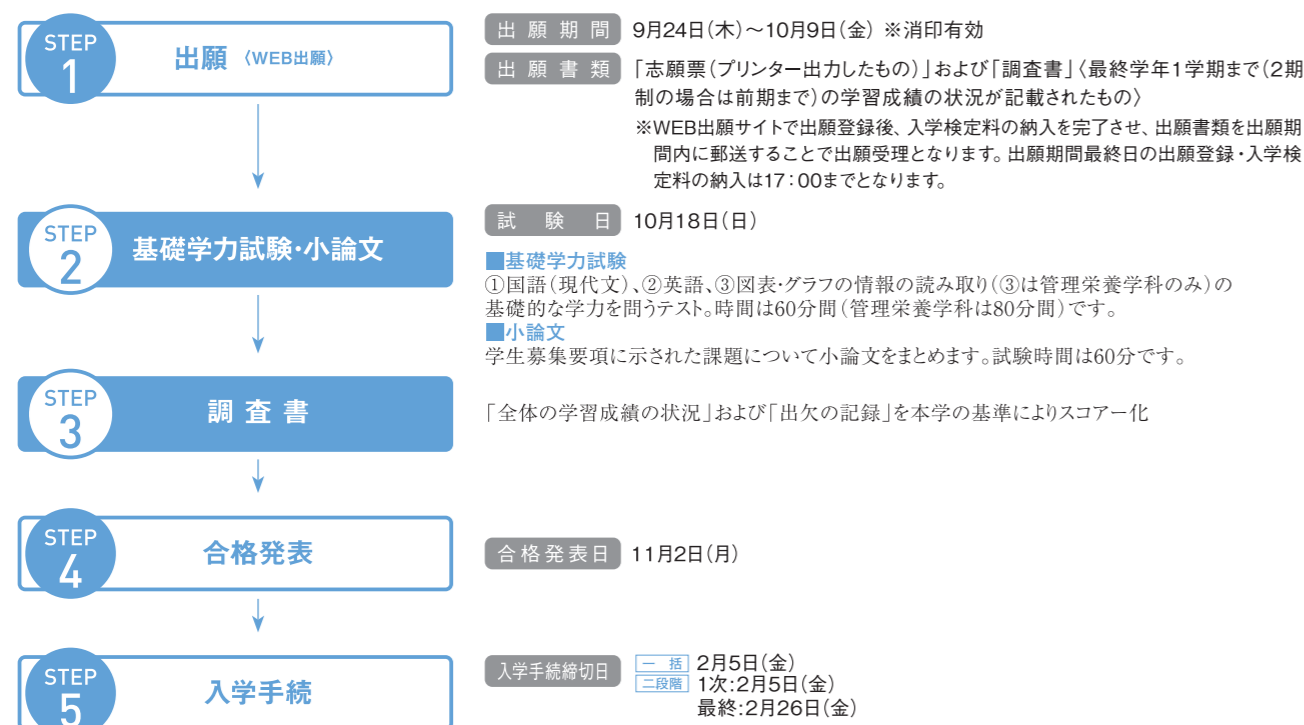 STEP
1
出願 〈WEB出願〉
出願期間 9月24日(木)〜10月9日(金) ※消印有効
出願書類 「志願票(プリンター出力したもの)」および「調査書」〈最終学年1学期まで(2期
制の場合は前期まで)の学習成績の状況が記載されたもの〉
※WEB出願サイトで出願登録後、入学検定料の納入を完了させ、出願書類を出願期
間内に郵送することで出願受理となります。出願期間最終日の出願登録・入学検
定料の納入は17:00までとなります。
STEP
2
基礎学力試験・小論文
試験日 10月18日(日)
■基礎学力試験
①国語(現代文)、②英語、③図表・グラフの情報の読み取り(③は管理栄養学科のみ)の
基礎的な学力を問うテスト。時間は60分間(管理栄養学科は80分間)です。
■小論文
学生募集要項に示された課題について小論文をまとめます。試験時間は60分です。
STEP
3
調査書
「全体の学習成績の状況」および「出欠の記録」を本学の基準によりスコアー化
STEP
4
合格発表
合格発表日 11月2日(月)
STEP
5
入学手続
入学手続締切日 一括 2月5日(金)
二段階 1次:2月5日(金)
最終:2月26日(金)